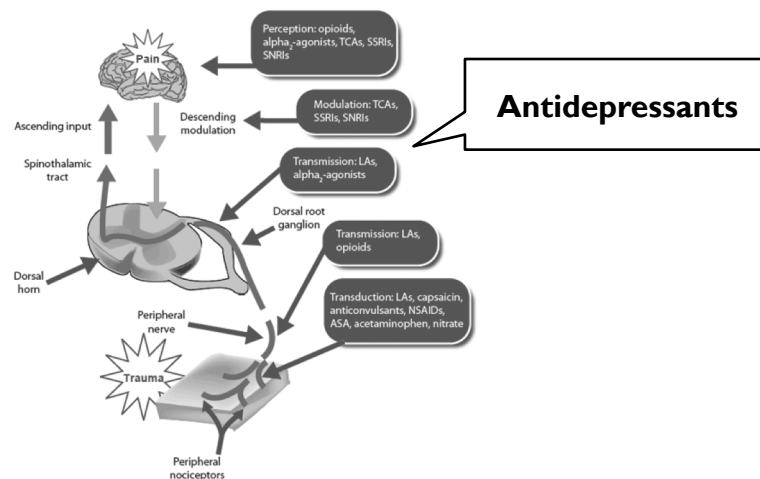 Perception: opioids,
alpha₂-agonists, TCAs, SSRIs,
SNRIs
Pain
Antidepressants
Modulation: TCAs,
SSRIs, SNRIs
Descending
modulation
Ascending input
Spinothalamic
tract
Transmission: LAs,
alpha₂-agonists
Dorsal root
ganglion
Transmission: LAs,
opioids
Dorsal
horn
Transduction: LAs, capsaicin,
anticonvulsants, NSAIDs,
ASA, acetaminophen, nitrate
Peripheral
nerve
Trauma
Peripheral
nociceptors